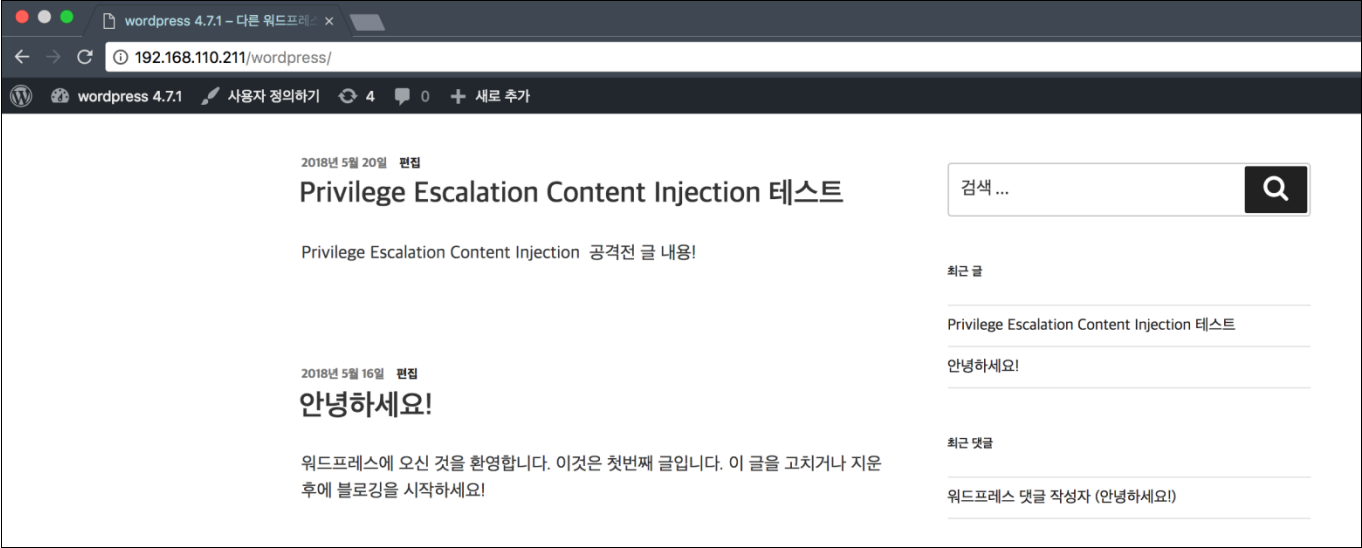 wordpress 4.7.1 – 다른 워드프레스
192.168.110.211/wordpress/
wordpress 4.7.1 사용자 정의하기 4 0 새로 추가
2018년 5월 20일 편집
Privilege Escalation Content Injection 테스트
Privilege Escalation Content Injection 공격전 글 내용!
2018년 5월 16일 편집
안녕하세요!
워드프레스에 오신 것을 환영합니다. 이것은 첫번째 글입니다. 이 글을 고치거나 지운
후에 블로깅을 시작하세요!
검색 ...
최근 글
Privilege Escalation Content Injection 테스트
안녕하세요!
최근 댓글
워드프레스 댓글 작성자 (안녕하세요!)